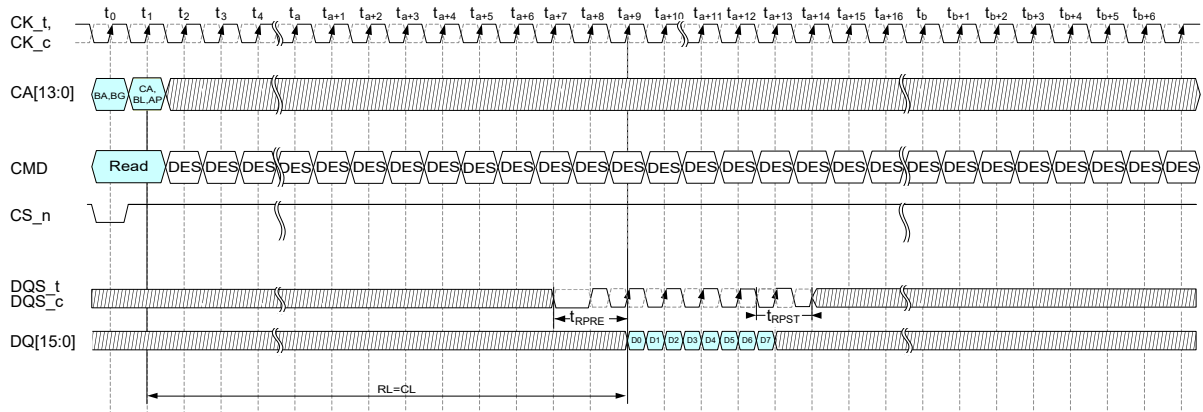 t0 t1 t2 t3 t4 ta ta+1 ta+2 ta+3 ta+4 ta+5 ta+6 ta+7 ta+8 ta+9 ta+10 ta+11 ta+12 ta+13 ta+14 ta+15 ta+16 tb tb+1 tb+2 tb+3 tb+4 tb+5 tb+6
CK_t,
CK_c
CA[13:0]
BA,BG
CA,
BL,AP
CMD
Read DES DES DES DES DES DES DES DES DES DES DES DES DES DES DES DES DES DES DES DES DES DES DES DES DES DES DES DES
CS_n
DQS_t
DQS_c
tRPRE
tRPST
DQ[15:0]
D0 D1 D2 D3 D4 D5 D6 D7
RL=CL